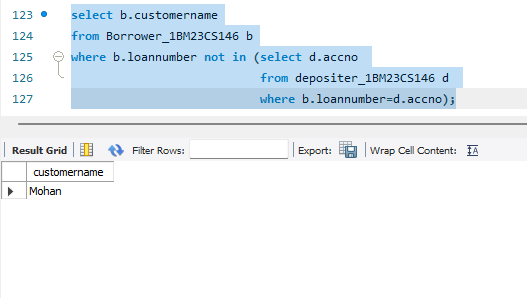 123 select b.customername
124 from Borrower_1BM23CS146 b
125 where b.loannumber not in (select d.accno
126 from depositer_1BM23CS146 d
127 where b.loannumber=d.accno);
Result Grid Filter Rows: Export: Wrap Cell Content:
customername
Mohan